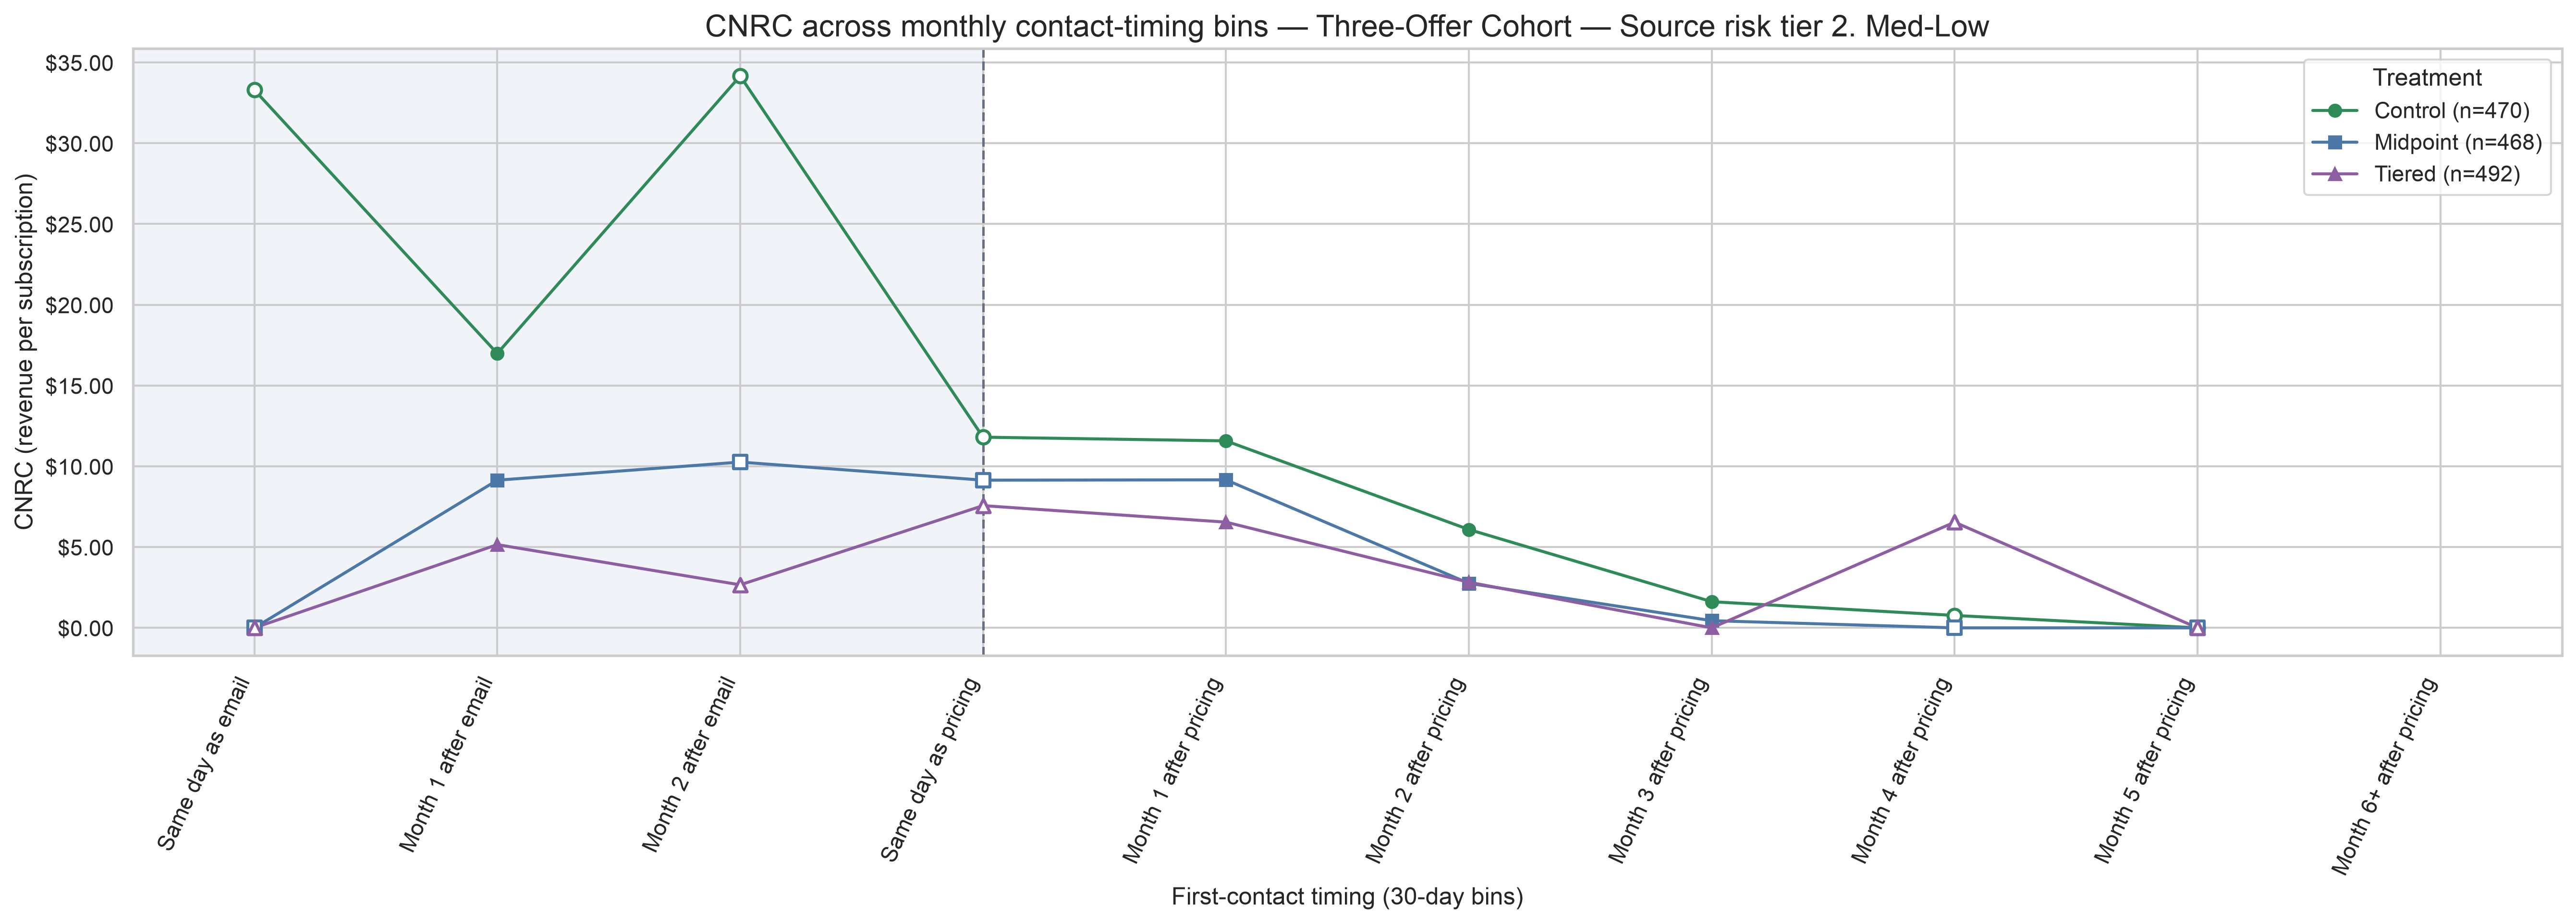 CNRC across monthly contact-timing bins — Three-Offer Cohort — Source risk tier 2. Med-Low
CNRC (revenue per subscription)
$35.00
$30.00
$25.00
$20.00
$15.00
$10.00
$5.00
$0.00
Treatment
Control (n=470)
Midpoint (n=468)
Tiered (n=492)
Same day as email
Month 1 after email
Month 2 after email
Same day as pricing
Month 1 after pricing
Month 2 after pricing
Month 3 after pricing
Month 4 after pricing
Month 5 after pricing
Month 6+ after pricing
First-contact timing (30-day bins)